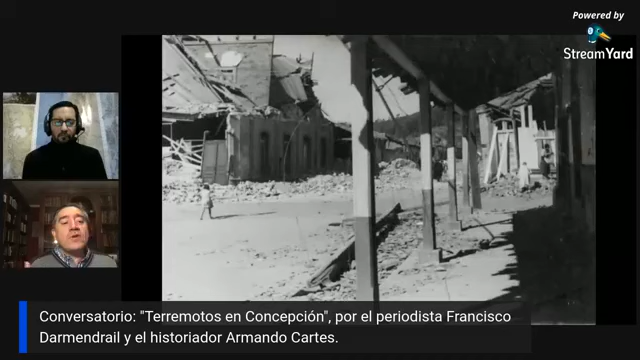 Powered by
StreamYard
Conversatorio: "Terremotos en Concepción", por el periodista Francisco
Darmendrail y el historiador Armando Cartes.